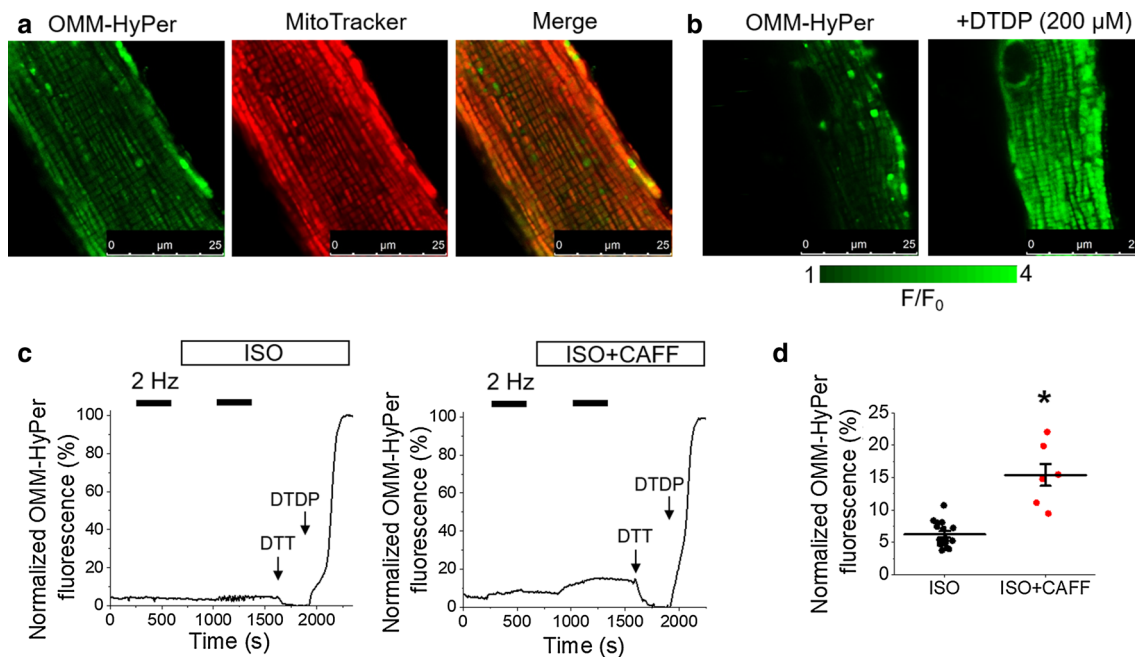 a
OMM-HyPer
MitoTracker
Merge
0 µm 25
0 µm 25
0 µm 25
b
OMM-HyPer
+DTDP (200 µM)
0 µm 25
0 µm 25
1
4
F/F0
c
ISO
2 Hz
Normalized OMM-HyPer
fluorescence (%)
100
80
60
40
20
0
DTDP
DTT
0 500 1000 1500 2000
Time (s)
ISO+CAFF
2 Hz
Normalized OMM-HyPer
fluorescence (%)
100
80
60
40
20
0
DTDP
DTT
0 500 1000 1500 2000
Time (s)
d
Normalized OMM-HyPer
fluorescence (%)
25
20
15
10
5
0
*
ISO
ISO+CAFF